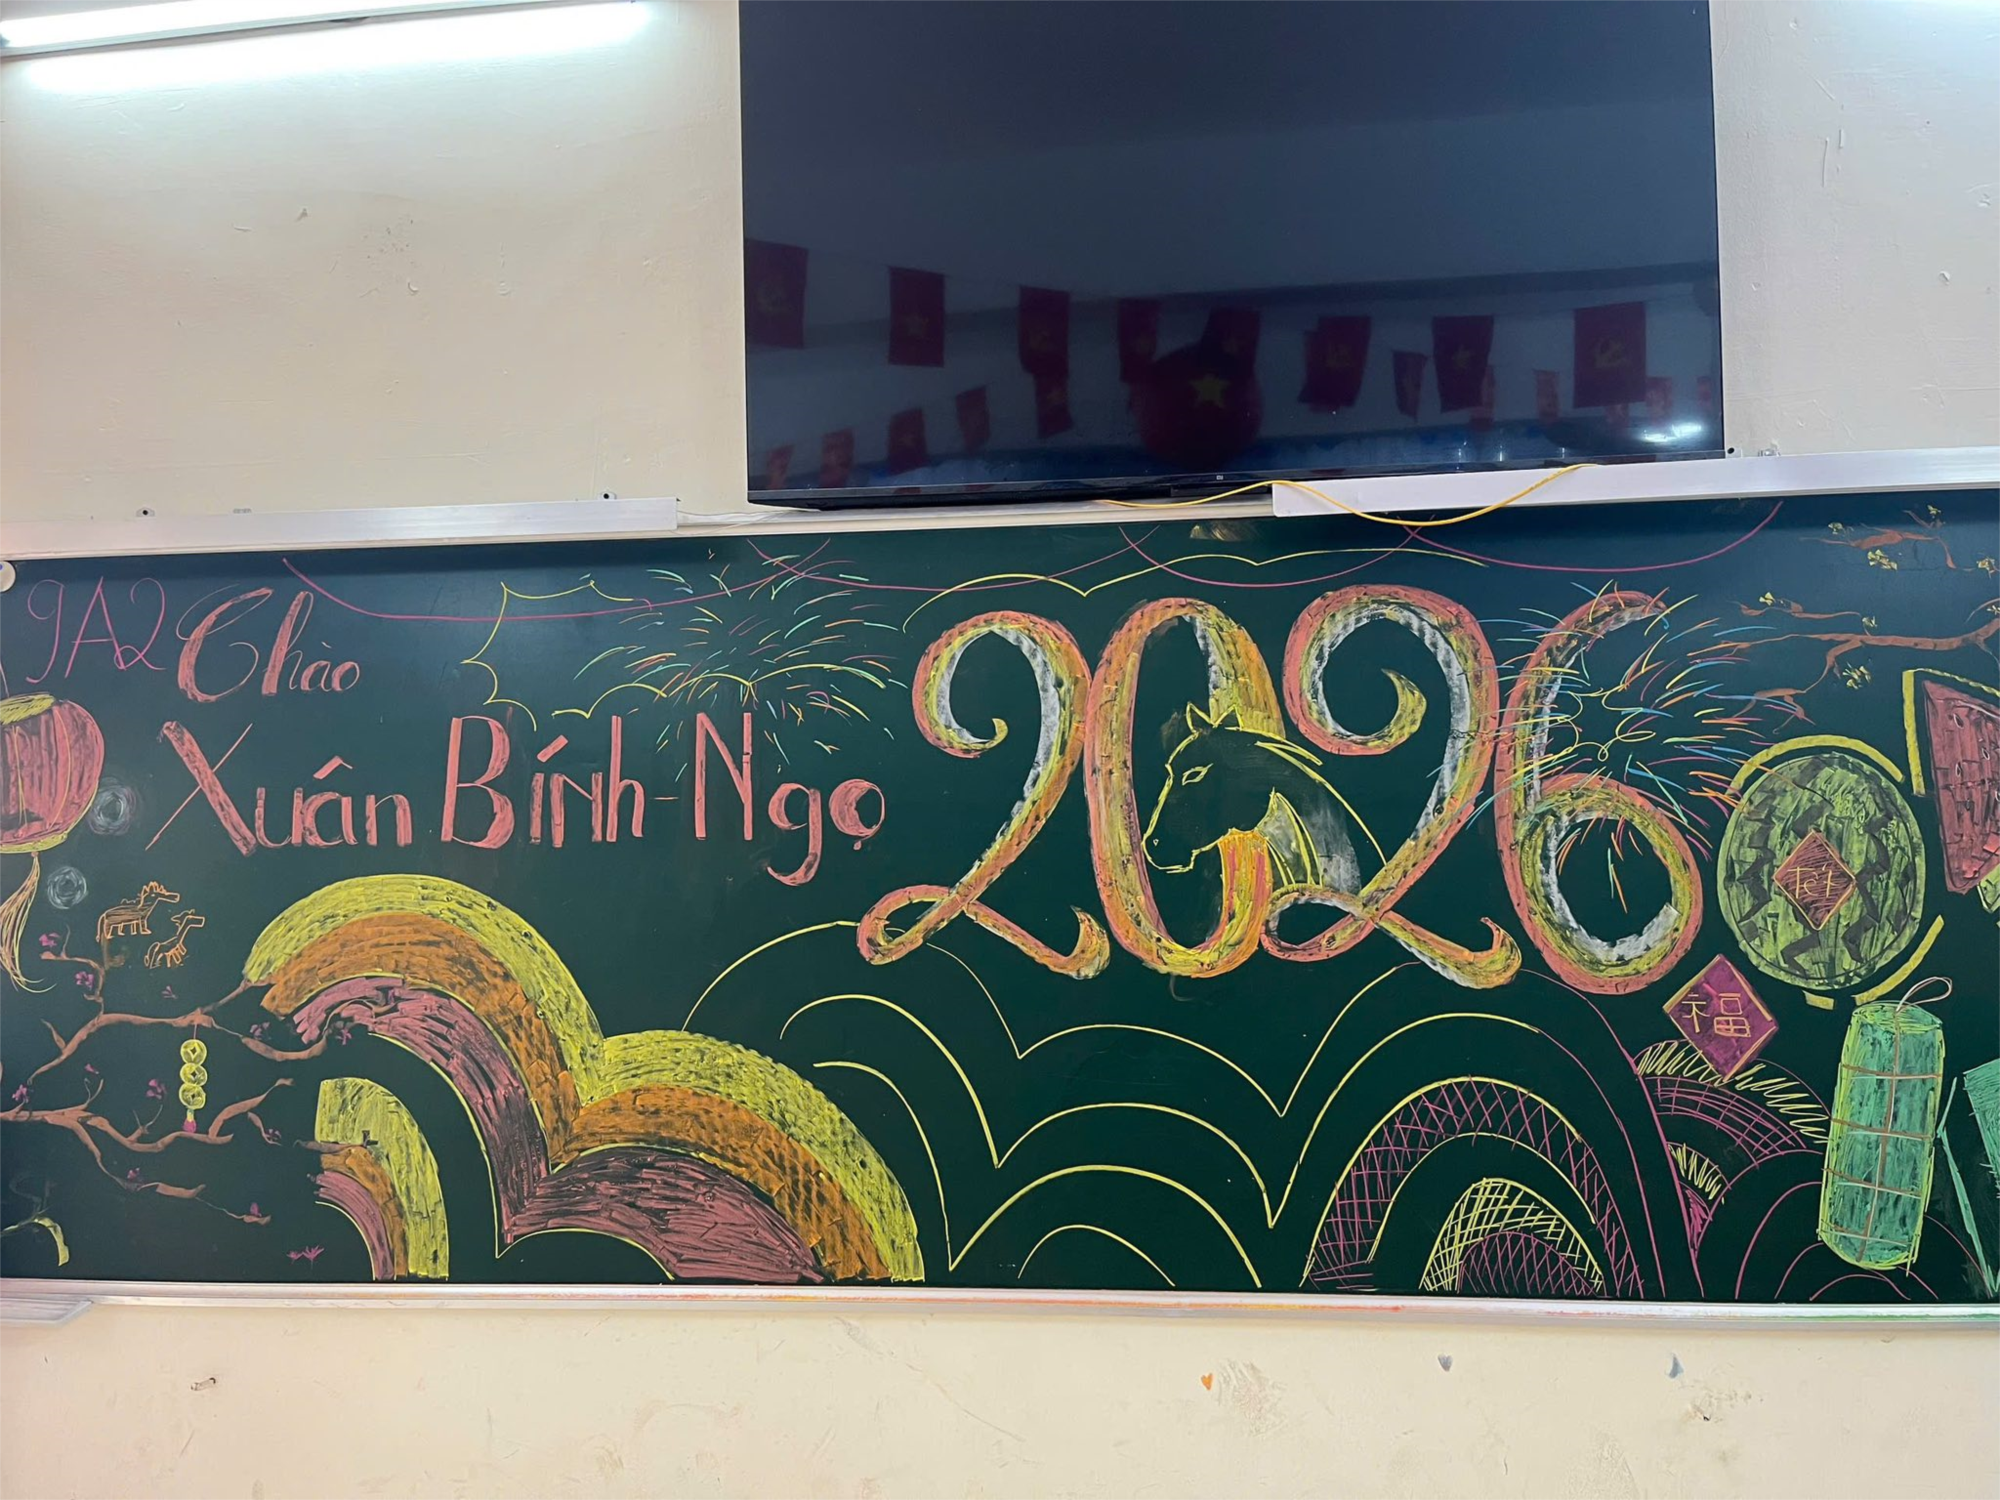 9A2 Chào
Xuân Bính-Ngọ
2026
Tết
福